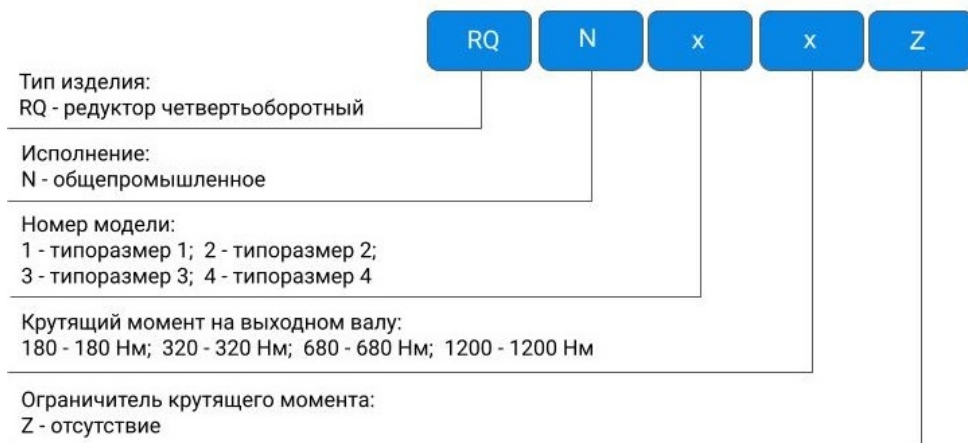 RQ N x x Z
Тип изделия:
RQ - редуктор четвертьоборотный
Исполнение:
N - общепромышленное
Номер модели:
1 - типоразмер 1; 2 - типоразмер 2;
3 - типоразмер 3; 4 - типоразмер 4
Крутящий момент на выходном валу:
180 - 180 Нм; 320 - 320 Нм; 680 - 680 Нм; 1200 - 1200 Нм
Ограничитель крутящего момента:
Z - отсутствие